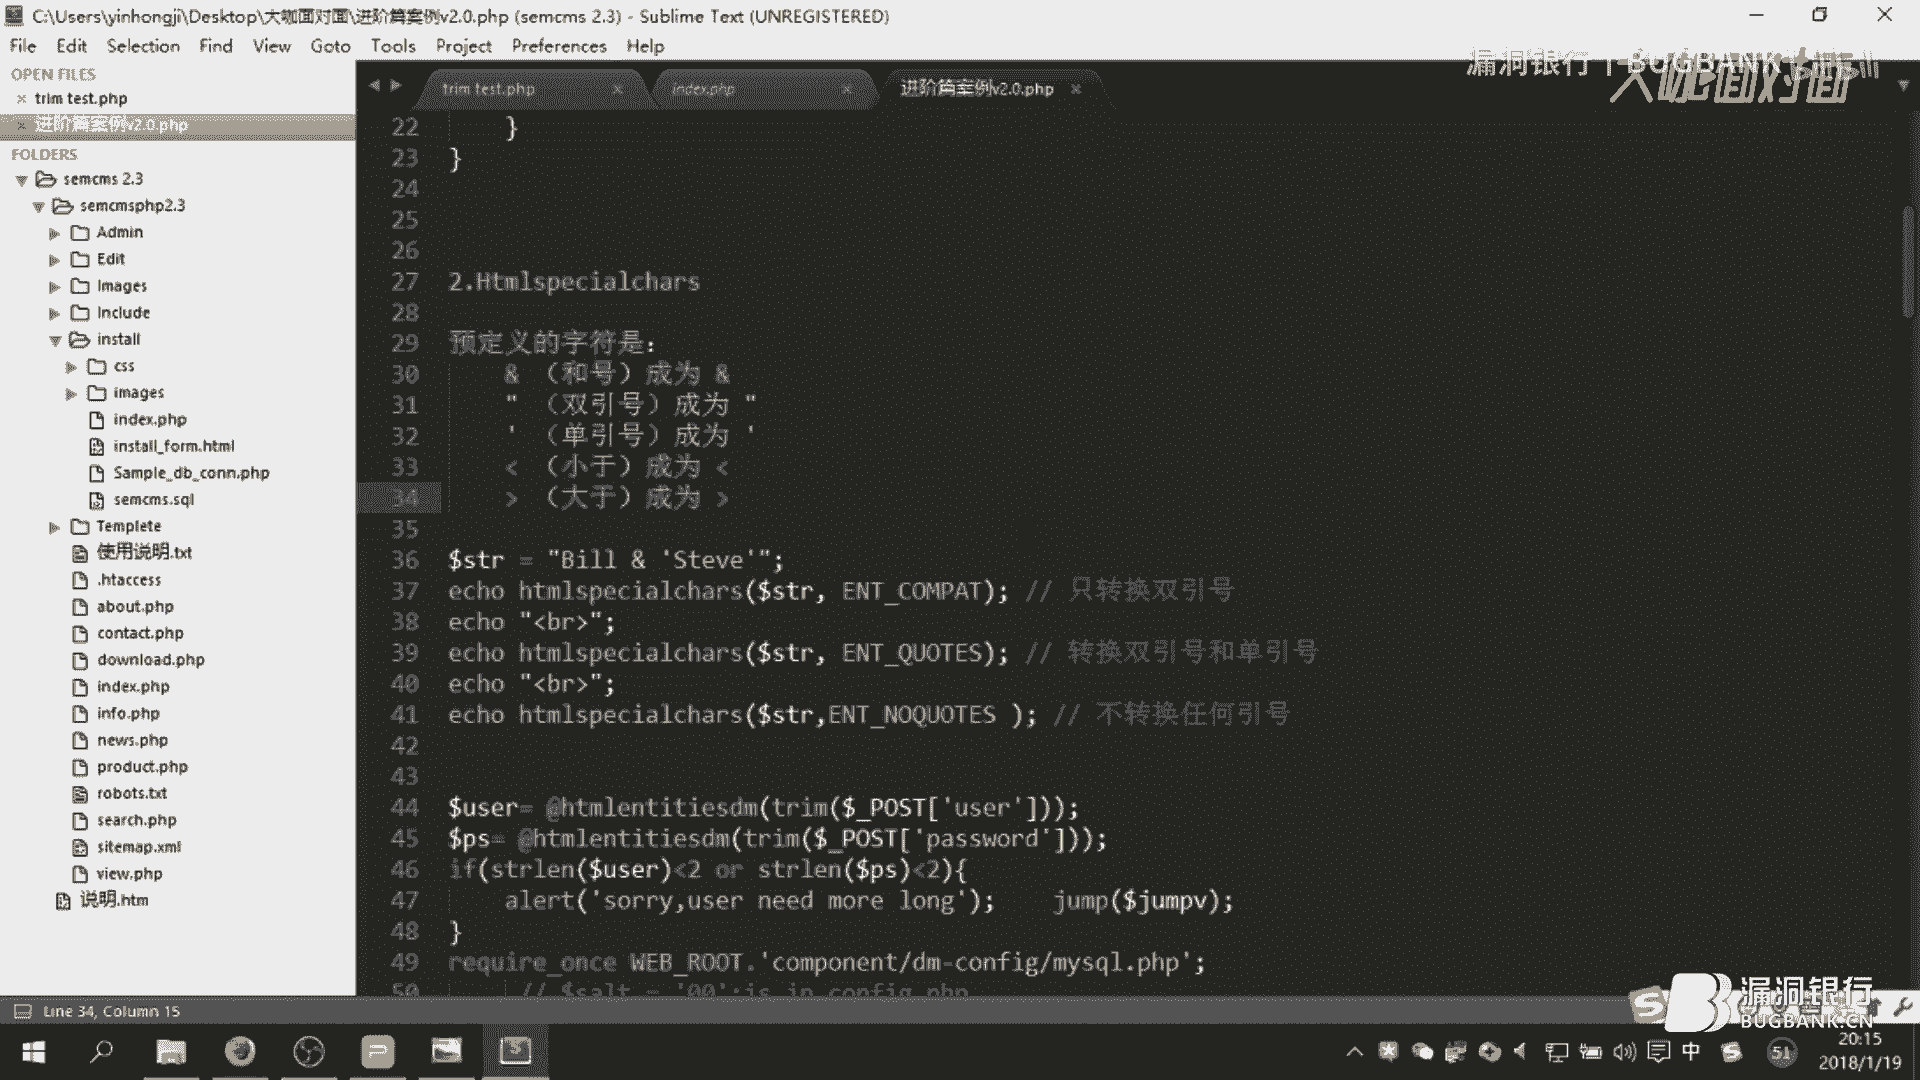 C:\Users\yinhongji\Desktop\大咖面对面\进阶篇案例v2.0.php (semcms 2.3) - Sublime Text (UNREGISTERED)
File Edit Selection Find View Goto Tools Project Preferences Help
漏洞银行 | BUGBANK
大咖面对面
OPEN FILES
trim test.php
进阶篇案例v2.0.php
FOLDERS
semcms 2.3
semcmsphp2.3
Admin
Edit
Images
Include
install
css
images
index.php
install_form.html
Sample_db_conn.php
semcms.sql
Templete
使用说明.txt
.htaccess
about.php
contact.php
download.php
index.php
info.php
news.php
product.php
robots.txt
search.php
sitemap.xml
view.php
说明.htm
trim test.php index.php 进阶篇案例v2.0.php
22 }
23 }
24
25
26
27 2.Htmlspecialchars
28
29 预定义的字符是：
30 & （和号）成为 &
31 " （双引号）成为 "
32 ' （单引号）成为 '
33 < （小于）成为 <
34 > （大于）成为 >
35
36 $str = "Bill & 'Steve'";
37 echo htmlspecialchars($str, ENT_COMPAT); // 只转换双引号
38 echo "<br>";
39 echo htmlspecialchars($str, ENT_QUOTES); // 转换双引号和单引号
40 echo "<br>";
41 echo htmlspecialchars($str,ENT_NOQUOTES ); // 不转换任何引号
42
43
44 $user= @htmlentitiesdm(trim($_POST['user']));
45 $ps= @htmlentitiesdm(trim($_POST['password']));
46 if(strlen($user)<2 or strlen($ps)<2){
47 alert('sorry,user need more long'); jump($jumpv);
48 }
49 require_once WEB_ROOT.'component/dm-config/mysql.php';
50 // $salt = '00';is in config.php
Line 34, Column 15
漏洞银行
BUGBANK.CN
中
51
20:15
2018/1/19